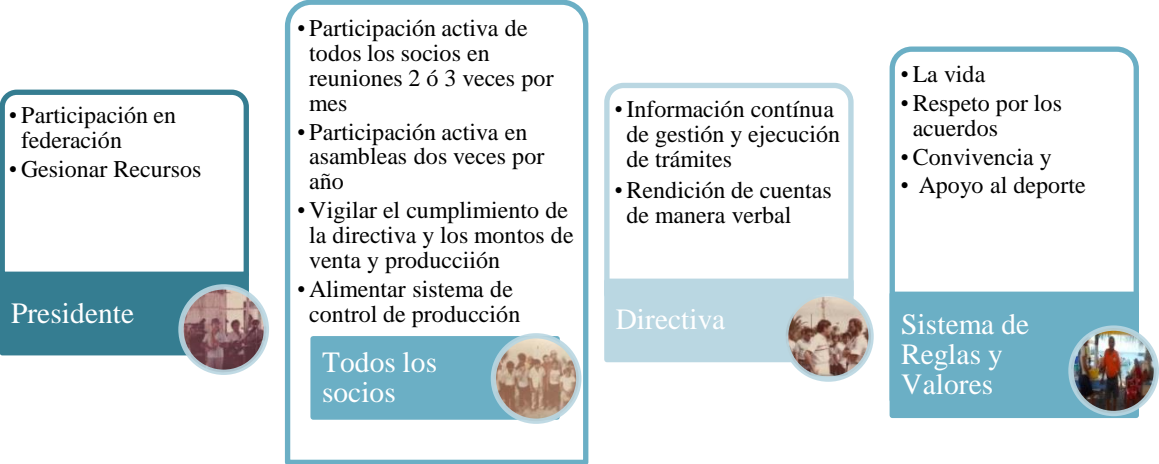 • Participación en
federación
• Gesionar Recursos
Presidente
• Participación activa de
todos los socios en
reuniones 2 ó 3 veces por
mes
• Participación activa en
asambleas dos veces por
año
• Vigilar el cumplimiento de
la directiva y los montos de
venta y producciión
• Alimentar sistema de
control de producción
Todos los
socios
• Información contínua
de gestión y ejecución
de trámites
• Rendición de cuentas
de manera verbal
Directiva
• La vida
• Respeto por los
acuerdos
• Convivencia y
• Apoyo al deporte
Sistema de
Reglas y
Valores